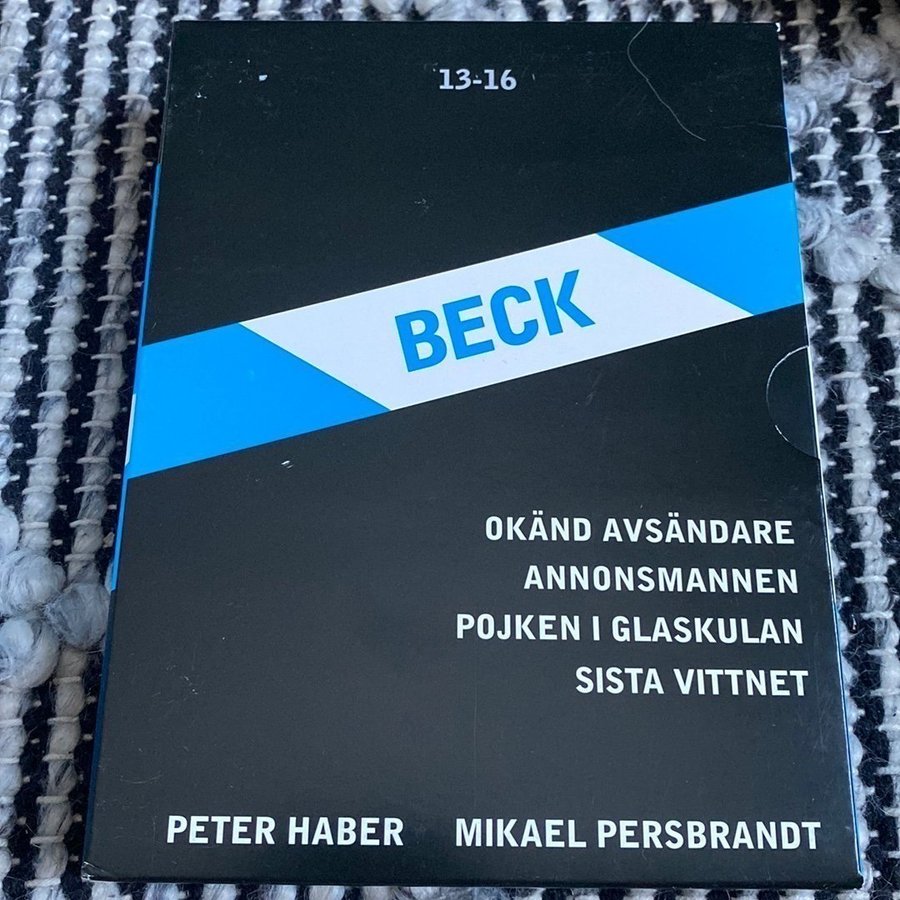 13-16
BECK
OKÄND AVSÄNDARE
ANNONSMANNEN
POJKEN I GLASKULAN
SISTA VITTNET
PETER HABER MIKAEL PERSBRANDT